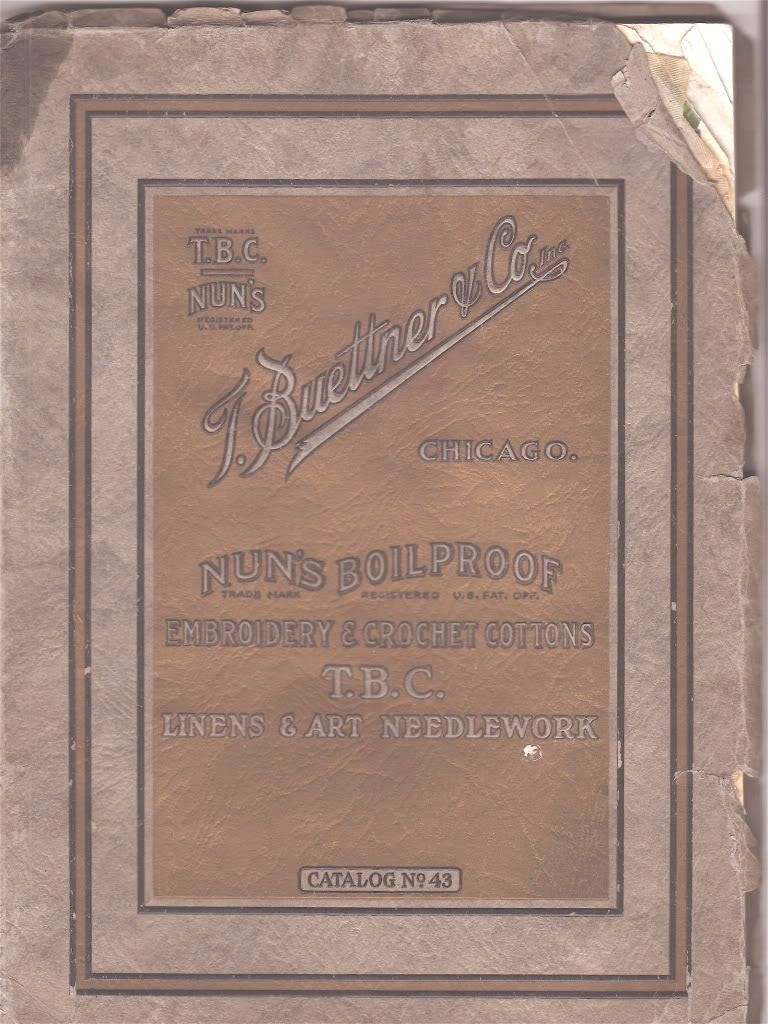 TRADE MARKS
T.B.C.
NUN'S
REGISTERED
U.S. PAT. OFF.
T. Buettner & Co. Inc.
CHICAGO.
NUN'S BOILPROOF
TRADE MARK REGISTERED U.S. PAT. OFF.
EMBROIDERY & CROCHET COTTONS
T.B.C.
LINENS & ART NEEDLEWORK
CATALOG No. 43